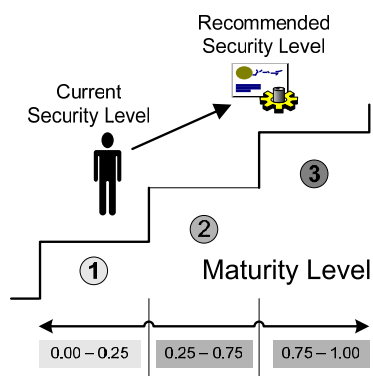 Recommended
Security Level
Current
Security Level
3
2
1
Maturity Level
0.00 – 0.25
0.25 – 0.75
0.75 – 1.00